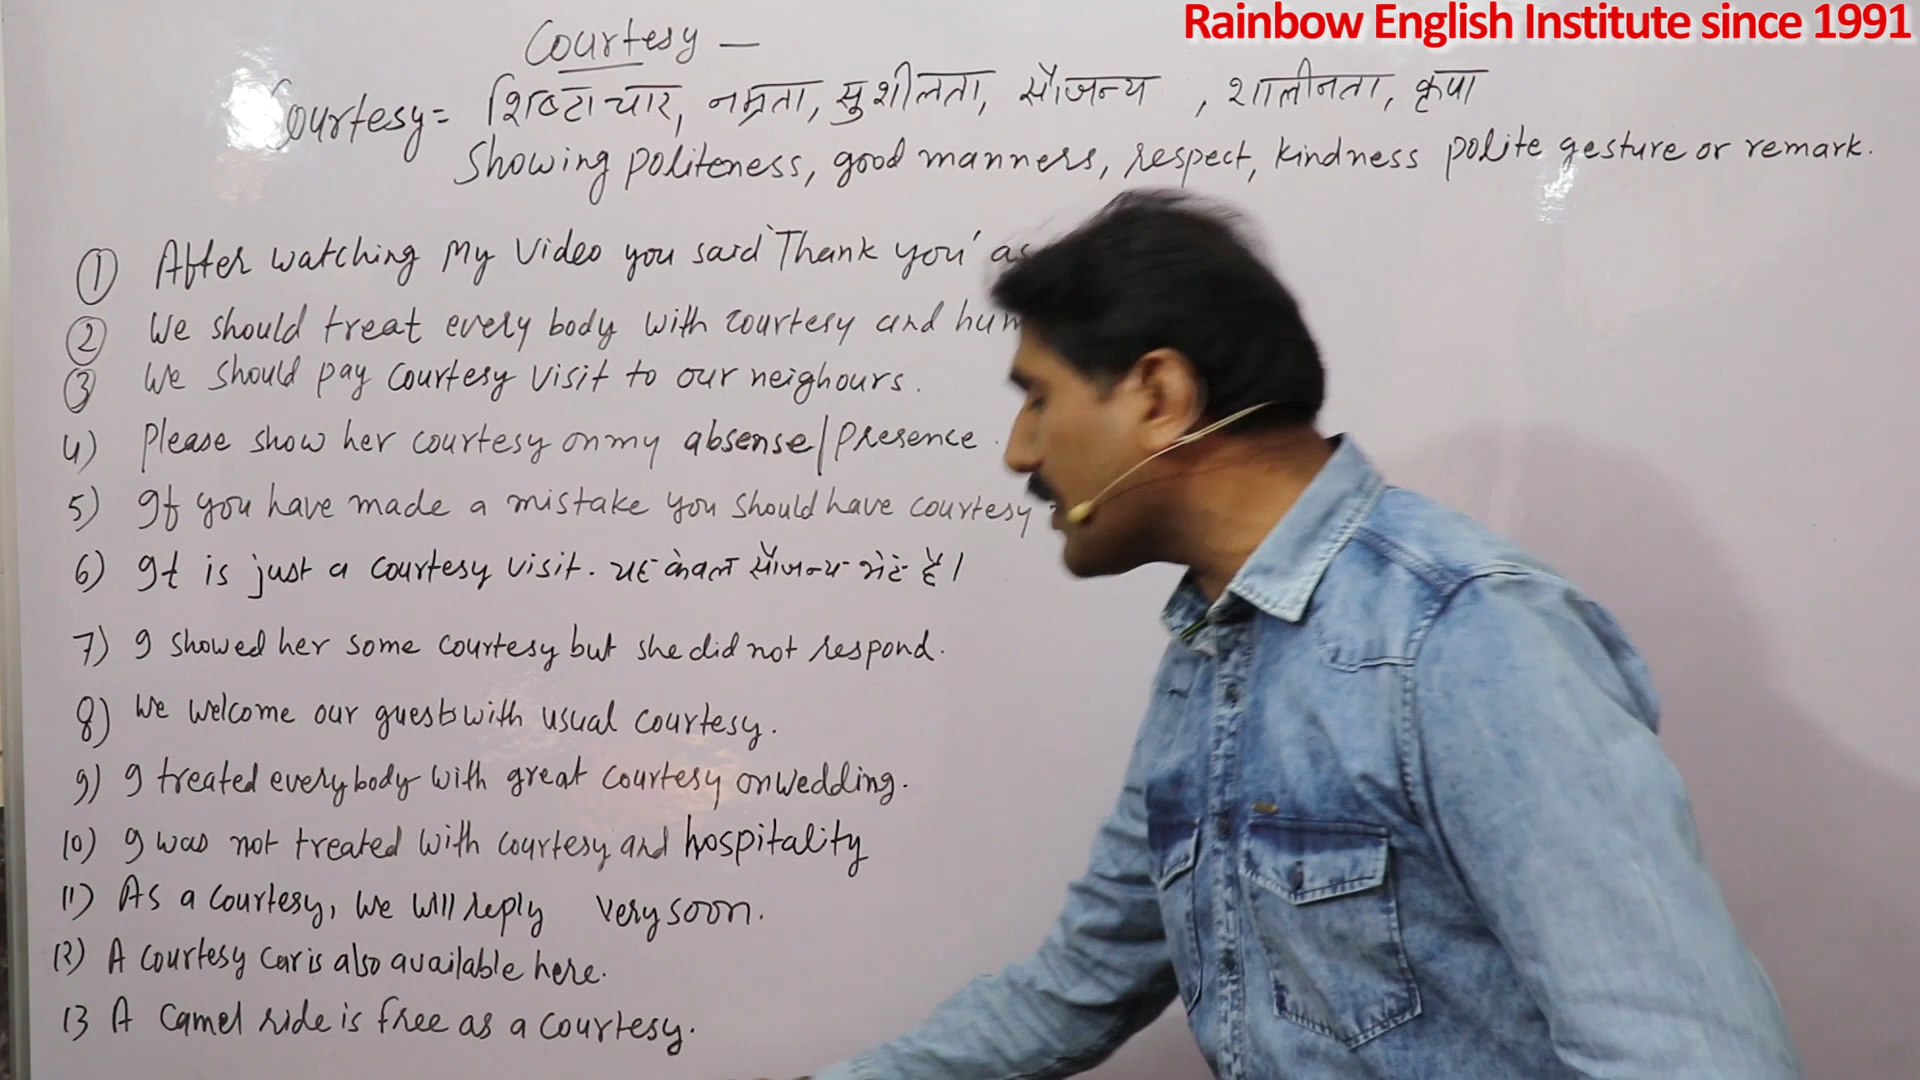 Rainbow English Institute since 1991
Courtesy —
Courtesy = शिष्टाचार, नम्रता, सुशीलता, सौजन्य , शालीनता, कृपा
Showing politeness, good manners, respect, kindness polite gesture or remark.
① After watching My Video you said 'Thank you' as
② We should treat every body with courtesy and hum
③ We should pay courtesy visit to our neighours.
4) Please show her courtesy on my absense/presence.
5) If you have made a mistake you should have courtesy
6) It is just a courtesy visit. यह केवल सौजन्य भेंट है।
7) I showed her some courtesy but she did not respond.
8) We welcome our guests with usual courtesy.
9) I treated everybody with great courtesy on wedding.
10) I was not treated with courtesy and hospitality
11) As a courtesy, we will reply very soon.
12) A courtesy car is also available here.
13 A Camel ride is free as a courtesy.